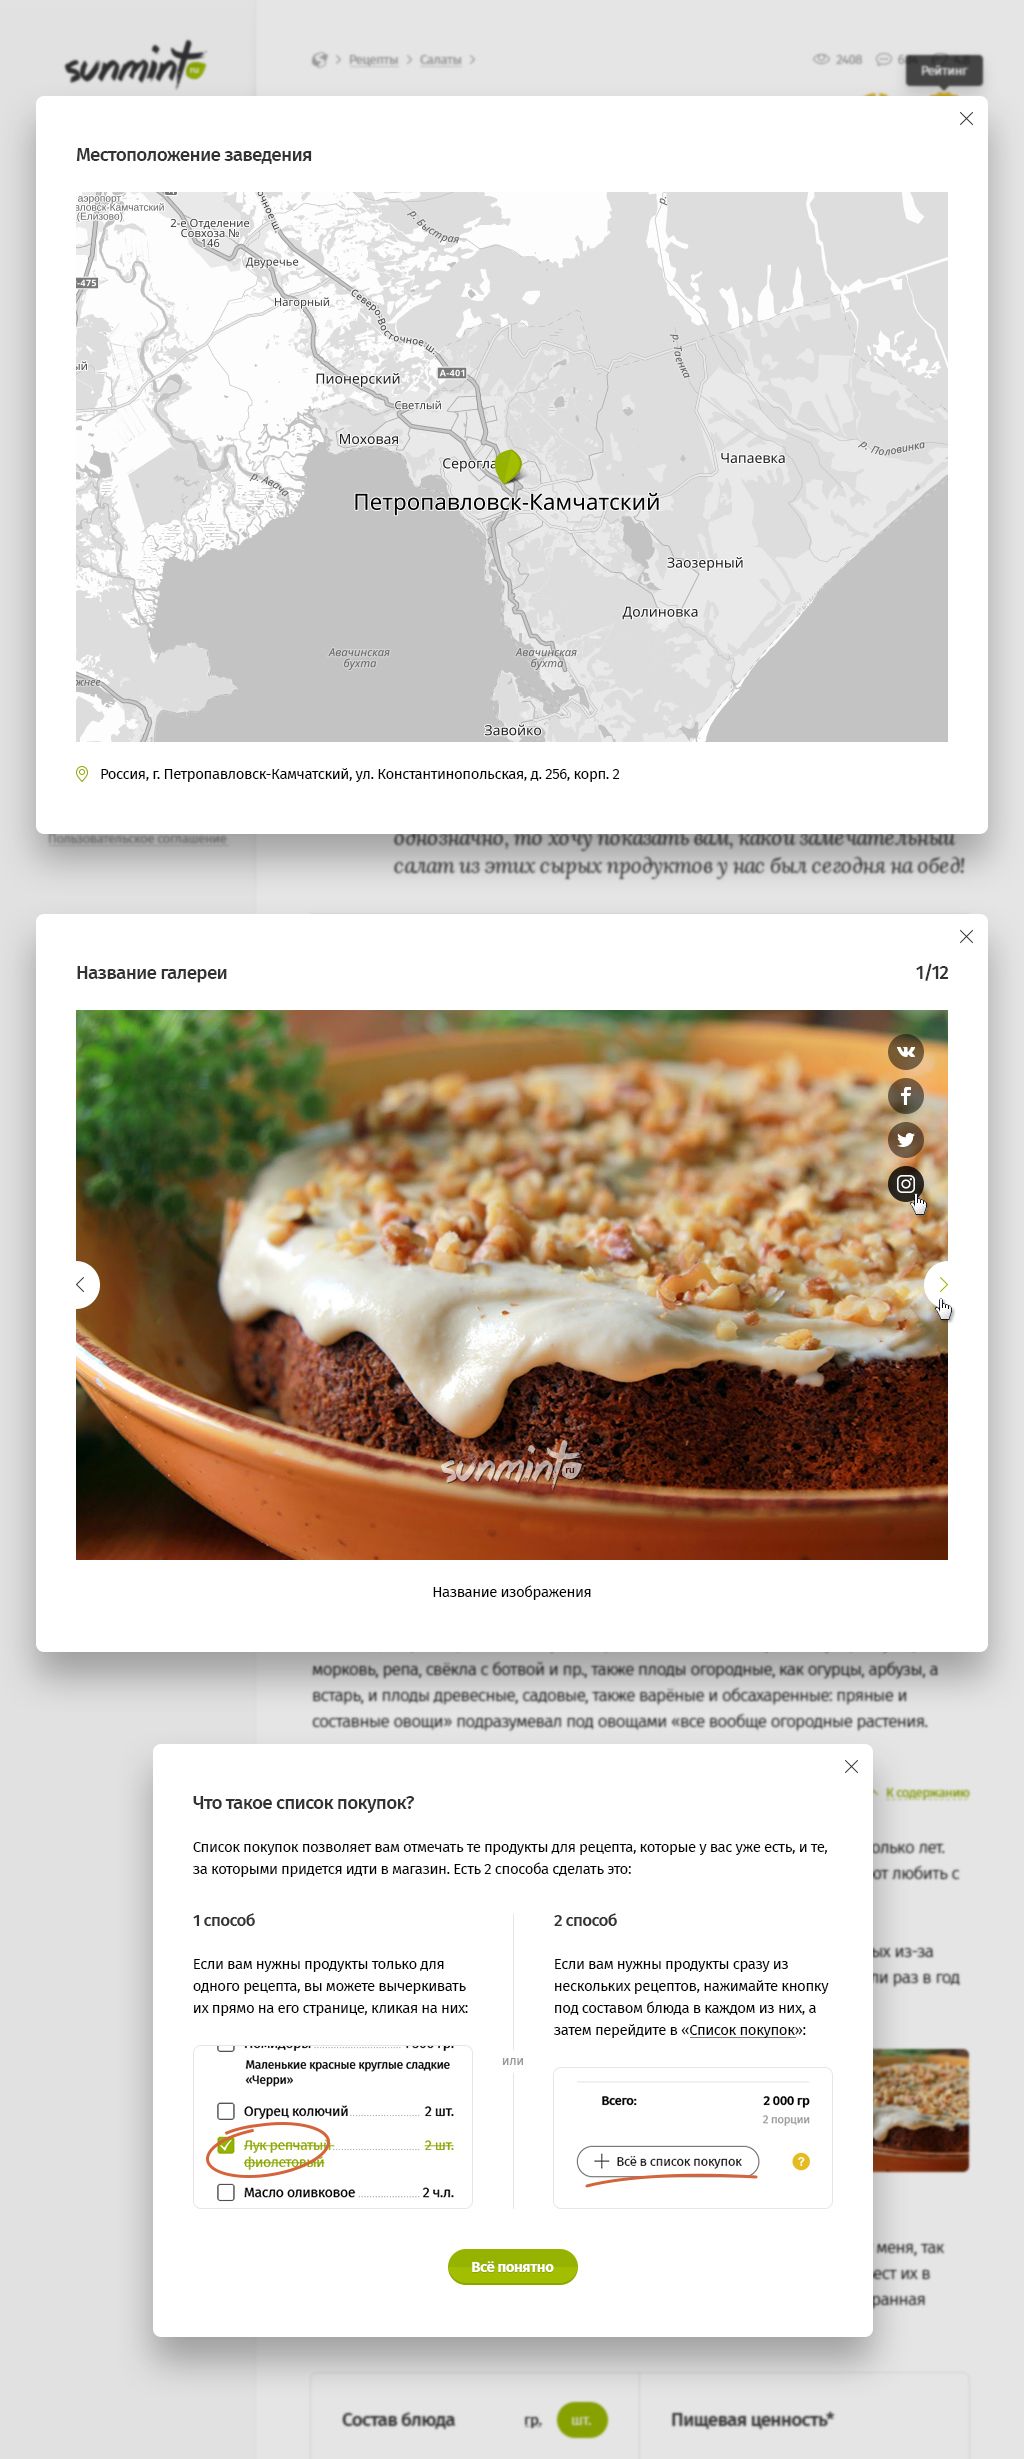 sunmint.ru
Рецепты
Салаты
2408
Рейтинг
Местоположение заведения
аэропорт
(Елизово)
2-е Отделение
Совхоза №
146
Двуречье
очное ш.
р. Быстрая
р.
-475
Нагорный
Северо-Восточное ш.
р. Таенка
ый
Пионерский
А-401
Светлый
Моховая
р. Авача
Серогла
Чапаевка
р. Половинка
Петропавловск-Камчатский
Заозерный
Долиновка
Авачинская
бухта
Авачинская
бухта
жнее
Завойко
Россия, г. Петропавловск-Камчатский, ул. Константинопольская, д. 256, корп. 2
Пользовательское соглашение
однозначно, то хочу показать вам, какой замечательный
салат из этих сырых продуктов у нас был сегодня на обед!
Название галереи
1/12
sunmint.ru
Название изображения
морковь, репа, свёкла с ботвой и пр., также плоды огородные, как огурцы, арбузы, а
встарь, и плоды древесные, садовые, также варёные и обсахаренные: пряные и
составные овощи» подразумевал под овощами «все вообще огородные растения.
К содержанию
Что такое список покупок?
Список покупок позволяет вам отмечать те продукты для рецепта, которые у вас уже есть, и те,
за которыми придется идти в магазин. Есть 2 способа сделать это:
олько лет.
от любить с
1 способ
Если вам нужны продукты только для
одного рецепта, вы можете вычеркивать
их прямо на его странице, кликая на них:
Помидоры
Маленькие красные круглые сладкие
«Черри»
Огурец колючий 2 шт.
Лук репчатый 2 шт.
фиолетовый
Масло оливковое 2 ч.л.
или
2 способ
Если вам нужны продукты сразу из
нескольких рецептов, нажимайте кнопку
под составом блюда в каждом из них, а
затем перейдите в «Список покупок»:
Всего: 2 000 гр
2 порции
Всё в список покупок
?
ых из-за
ли раз в год
Всё понятно
меня, так
ест их в
ранная
Состав блюда
гр.
шт.
Пищевая ценность*